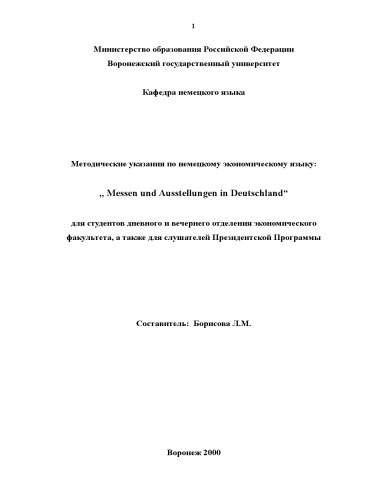 1
Министерство образования Российской Федерации
Воронежский государственный университет
Кафедра немецкого языка
Методические указания по немецкому экономическому языку:
„ Messen und Ausstellungen in Deutschland“
для студентов дневного и вечернего отделения экономического
факультета, а также для слушателей Президентской Программы
Составитель: Борисова Л.М.
Воронеж 2000